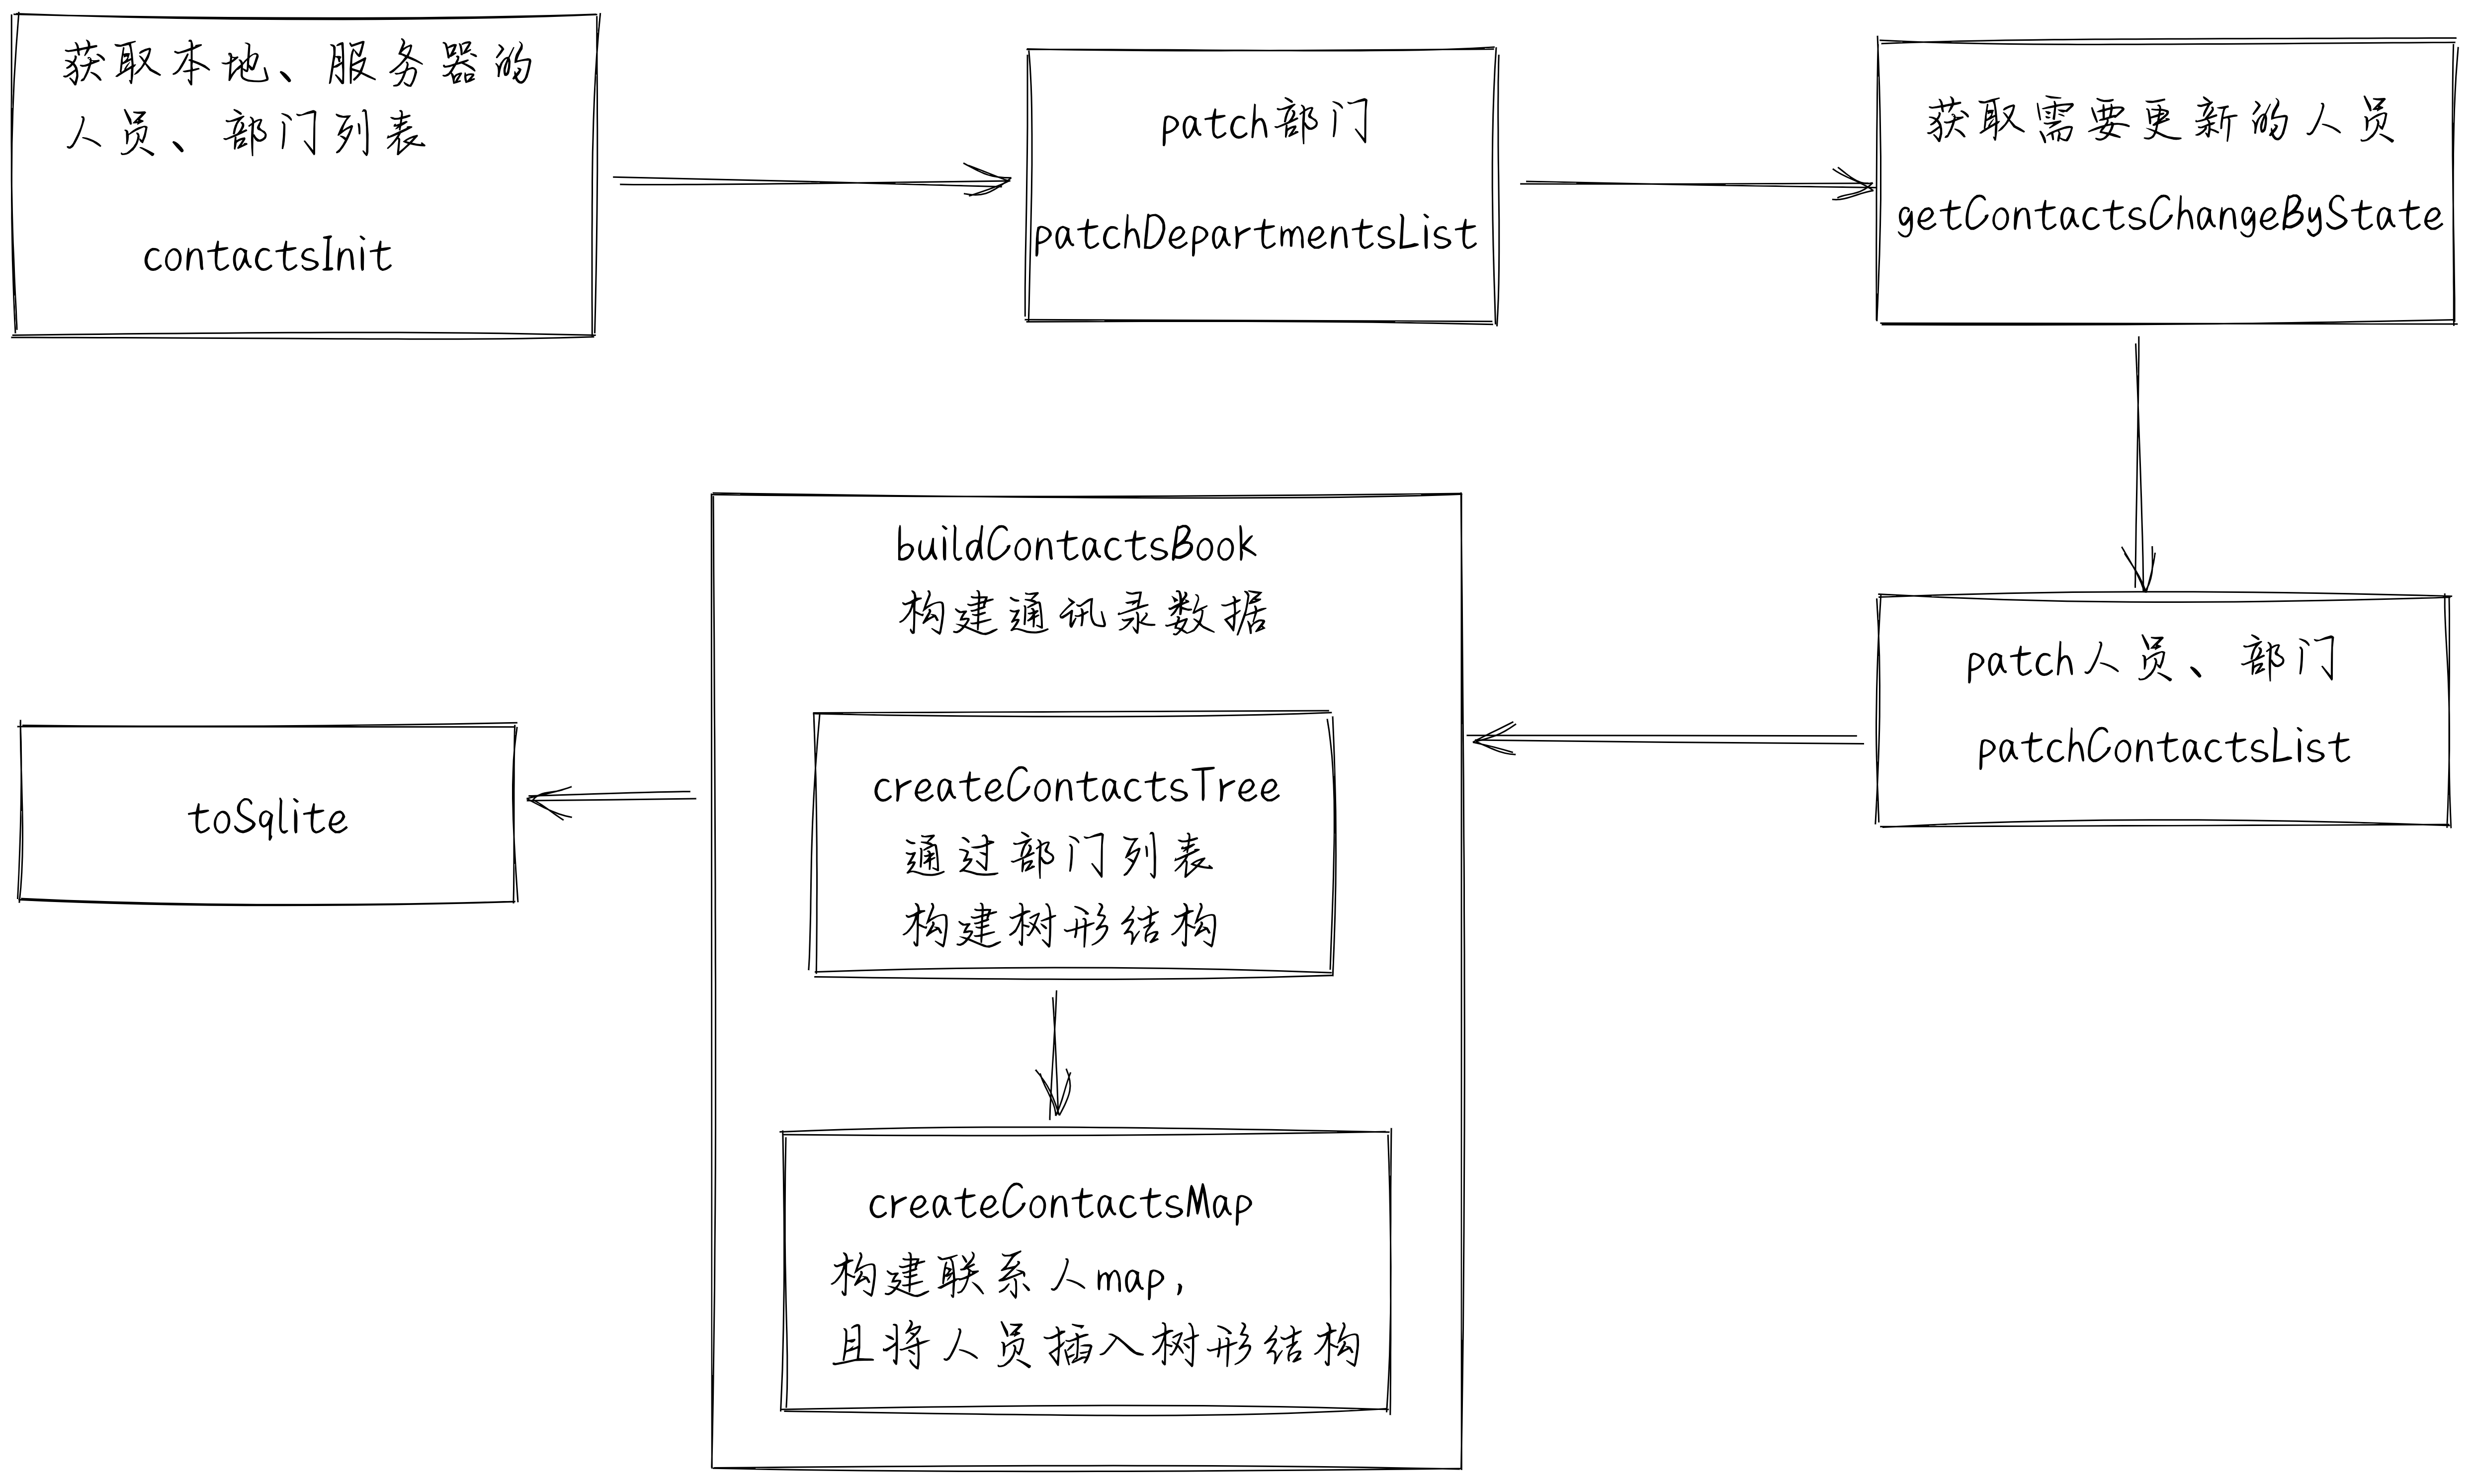 获取本地、服务器的
人员、部门列表
contactsInit
patch部门
patchDepartmentsList
获取需要更新的人员
getContactsChangeByState
patch人员、部门
patchContactsList
buildContactsBook
构建通讯录数据
createContactsTree
通过部门列表
构建树形结构
createContactsMap
构建联系人map，
且将人员插入树形结构
toSqlite